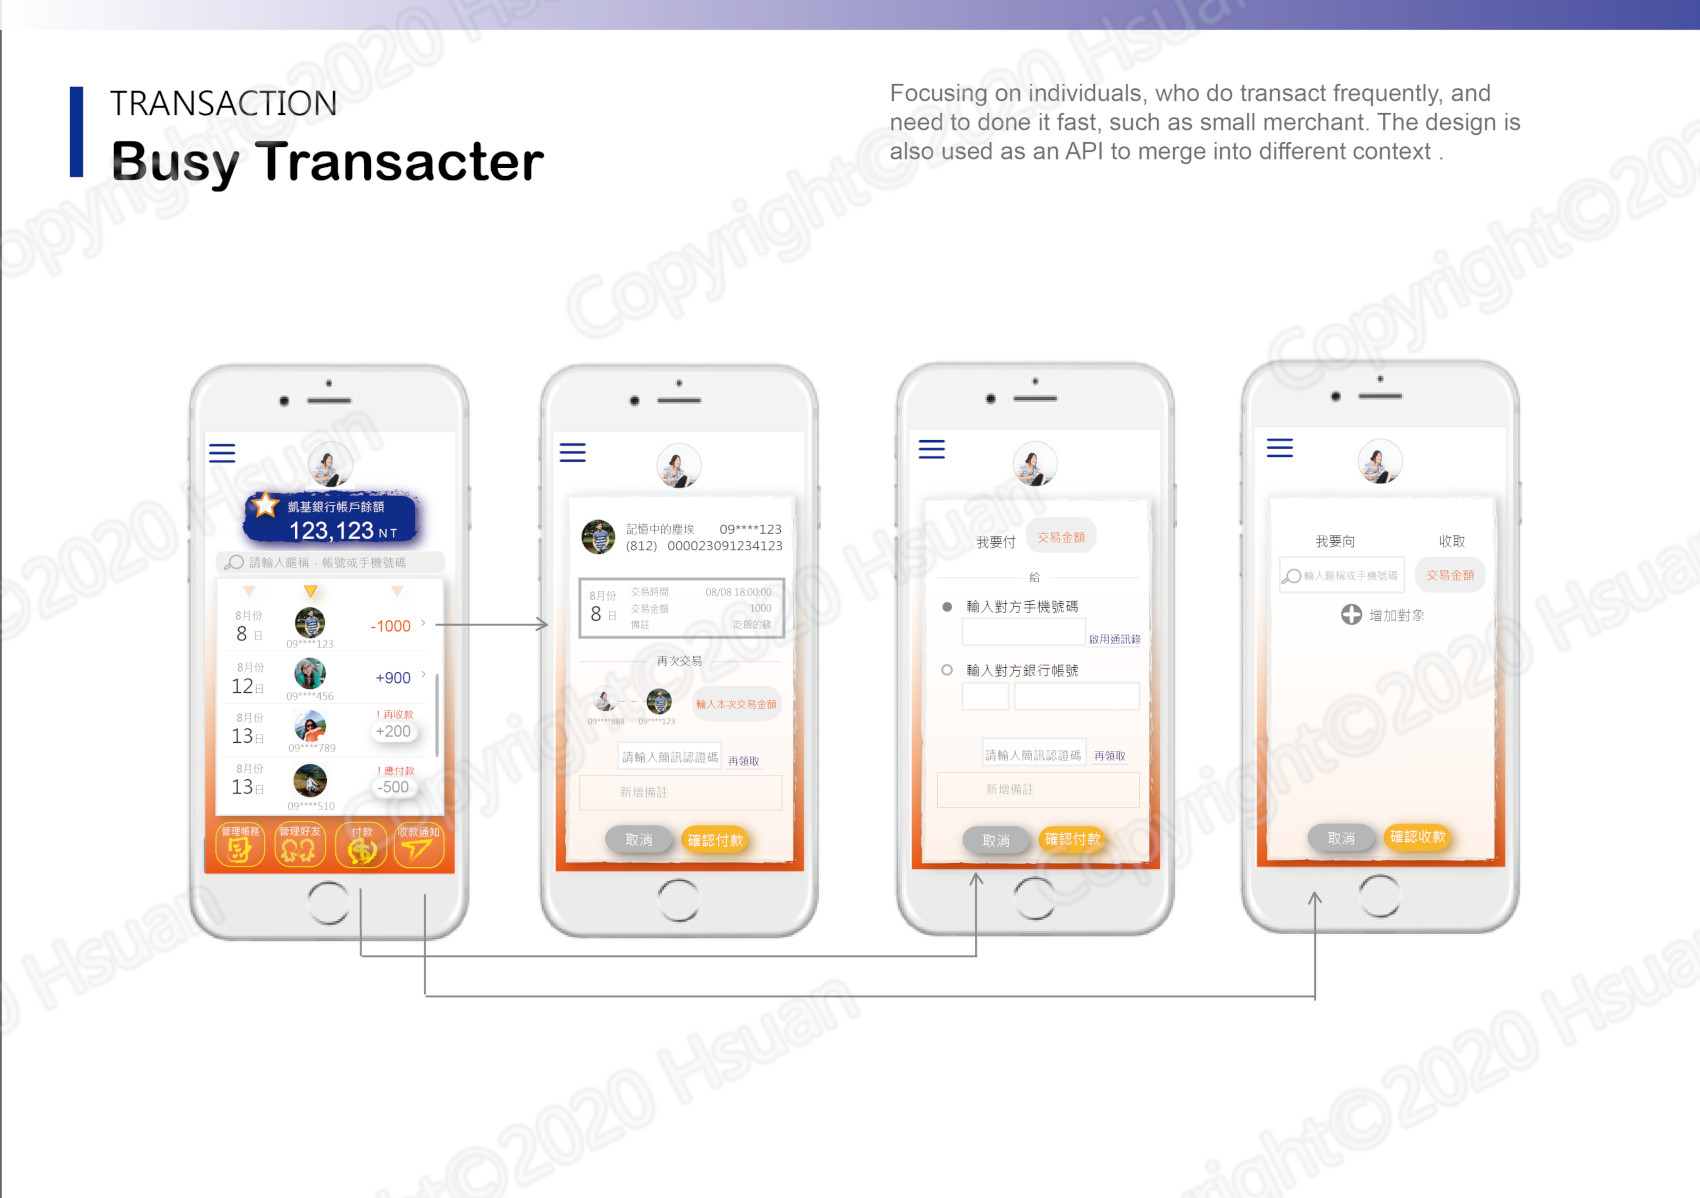 TRANSACTION
Busy Transacter
Focusing on individuals, who do transact frequently, and
need to done it fast, such as small merchant. The design is
also used as an API to merge into different context .
凱基銀行帳戶餘額
123,123 NT
請輸入暱稱，帳號或手機號碼
8月份
8 日
09****123
-1000
8月份
12日
09****456
+900
8月份
13日
09****789
！再收款
+200
8月份
13日
09****510
！應付款
-500
管理帳務
管理好友
付款
收款通知
記憶中的塵埃 09****123
(812) 000023091234123
8月份
8 日
交易時間 08/08 18:00:00
交易金額 1000
備註 吃飯的錢
再次交易
09****888
09****123
輸入本次交易金額
請輸入簡訊認證碼 再領取
新增備註
取消
確認付款
我要付 交易金額
給
輸入對方手機號碼
啟用通訊錄
輸入對方銀行帳號
請輸入簡訊認證碼 再領取
新增備註
取消
確認付款
我要向 收取
輸入暱稱或手機號碼 交易金額
增加對象
取消
確認收款
Copyright©2020 Hsuan